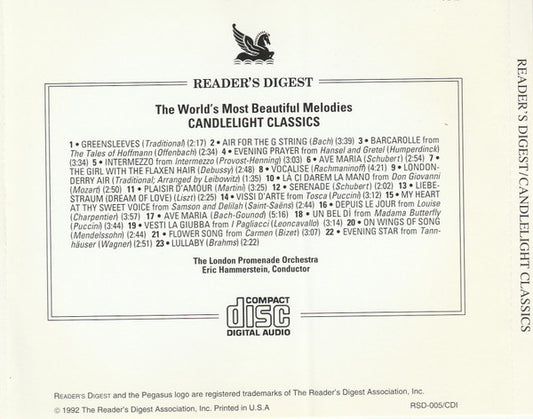 READER'S DIGEST
The World's Most Beautiful Melodies
CANDLELIGHT CLASSICS
1 • GREENSLEEVES (Traditional) (2:17) 2 • AIR FOR THE G STRING (Bach) (3:39) 3 • BARCAROLLE from
The Tales of Hoffmann (Offenbach) (2:34) 4 • EVENING PRAYER from Hansel and Gretel (Humperdinck)
(3:34) 5 • INTERMEZZO from Intermezzo (Provost-Henning) (3:03) 6 • AVE MARIA (Schubert) (2:54) 7 •
THE GIRL WITH THE FLAXEN HAIR (Debussy) (2:48) 8 • VOCALISE (Rachmaninoff) (4:21) 9 • LONDON-
DERRY AIR (Traditional; Arranged by Leibowitz) (1:34) 10 • LA CI DAREM LA MANO from Don Giovanni
(Mozart) (2:50) 11 • PLAISIR D'AMOUR (Martini) (3:25) 12 • SERENADE (Schubert) (2:02) 13 • LIEBE-
STRAUM (DREAM OF LOVE) (Liszt) (2:25) 14 • VISSI D'ARTE from Tosca (Puccini) (3:12) 15 • MY HEART
AT THY SWEET VOICE from Samson and Delilah (Saint-Saëns) (2:44) 16 • DEPUIS LE JOUR from Louise
(Charpentier) (3:57) 17 • AVE MARIA (Bach-Gounod) (5:16) 18 • UN BEL DI from Madama Butterfly
(Puccini) (3:44) 19 • VESTI LA GIUBBA from I Pagliacci (Leoncavallo) (3:14) 20 • ON WINGS OF SONG
(Mendelssohn) (2:44) 21 • FLOWER SONG from Carmen (Bizet) (3:07) 22 • EVENING STAR from Tann-
häuser (Wagner) (2:51) 23 • LULLABY (Brahms) (2:22)
The London Promenade Orchestra
Eric Hammerstein, Conductor
COMPACT
disc
DIGITAL AUDIO
READER'S DIGEST and the Pegasus logo are registered trademarks of The Reader's Digest Association, Inc.
© 1992 The Reader's Digest Association, Inc. Printed in U.S.A
RSD-005/CDI
READER'S DIGEST/CANDLELIGHT CLASSICS